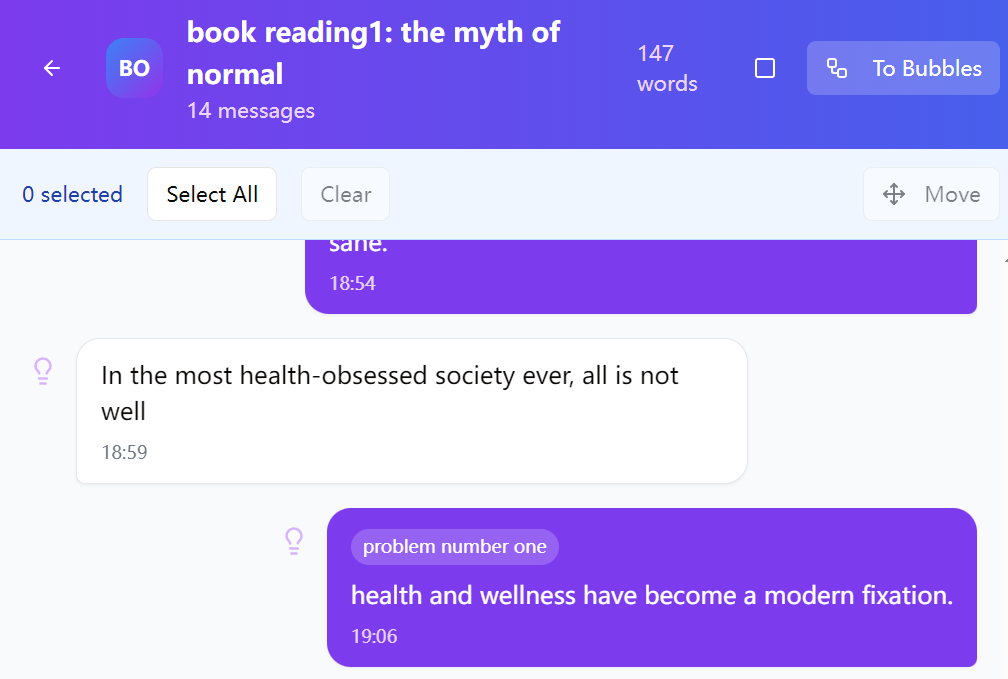 book reading1: the myth of
normal
14 messages
BO
147
words
To Bubbles
0 selected
Select All
Clear
Move
sane.
18:54
In the most health-obsessed society ever, all is not
well
18:59
problem number one
health and wellness have become a modern fixation.
19:06